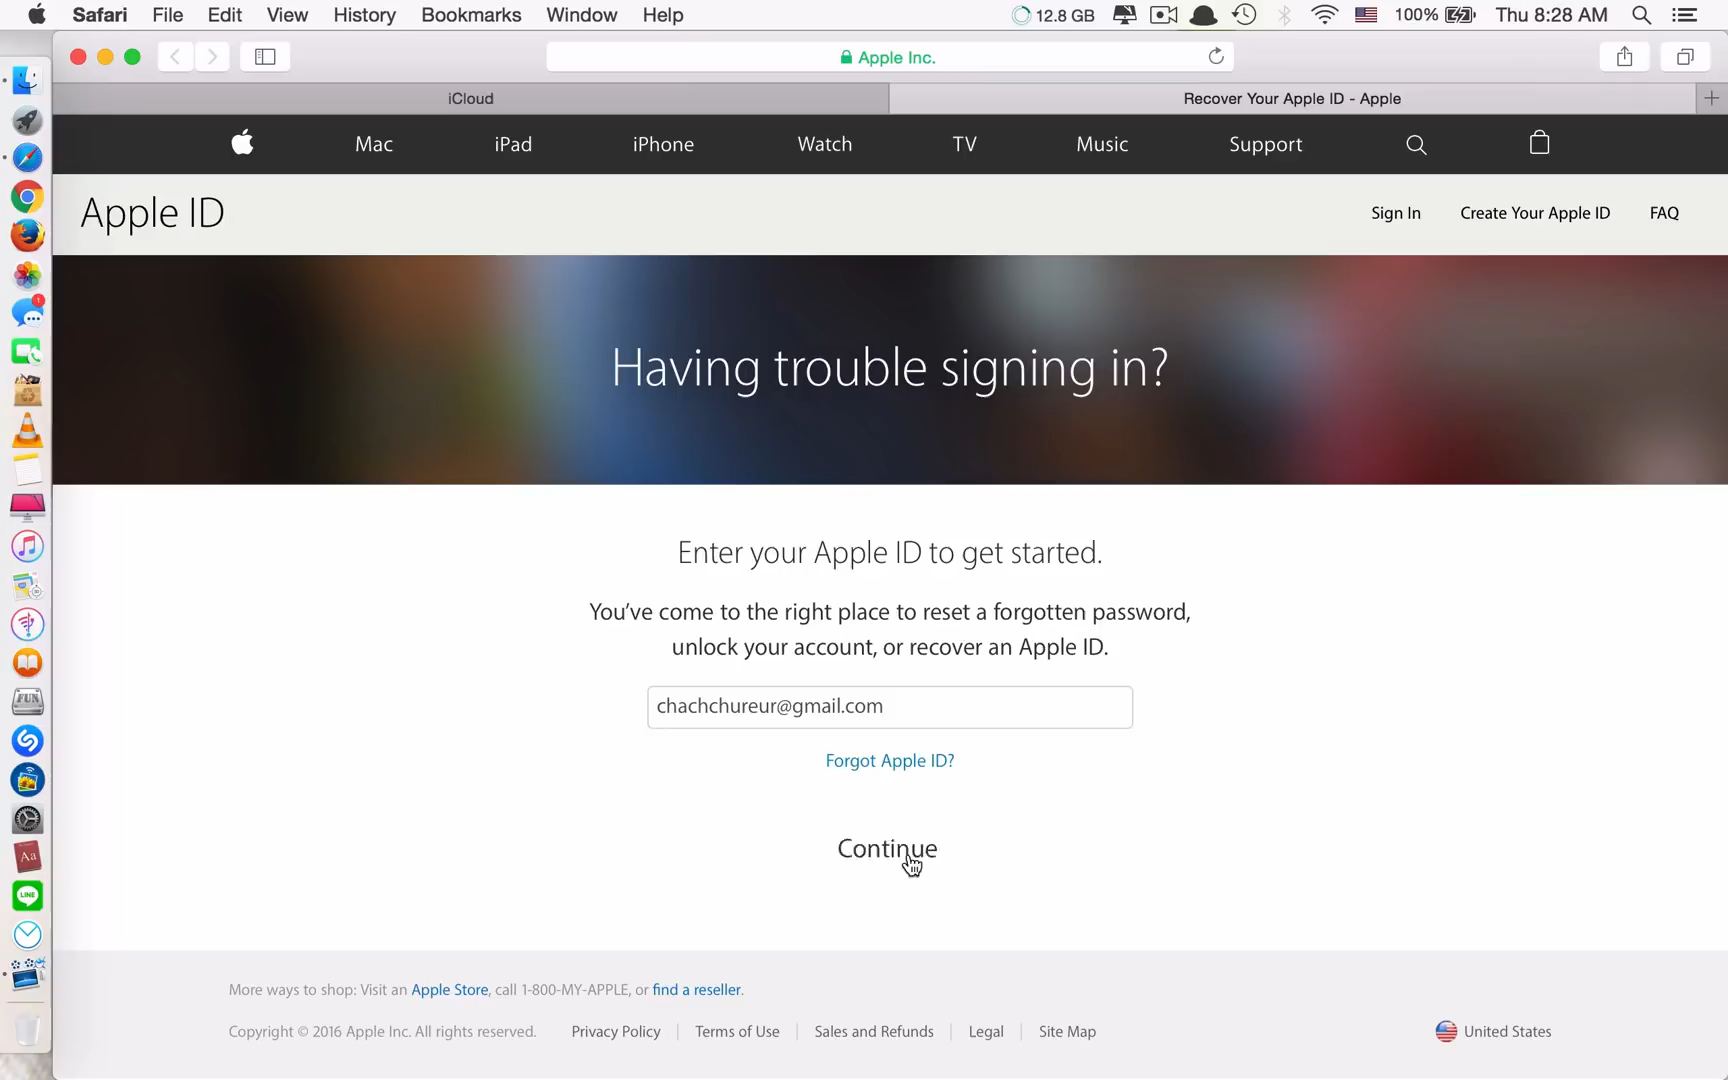 Safari File Edit View History Bookmarks Window Help 12.8 GB 100% Thu 8:28 AM
Apple Inc.
iCloud Recover Your Apple ID - Apple
Mac iPad iPhone Watch TV Music Support
Apple ID Sign In Create Your Apple ID FAQ
Having trouble signing in?
Enter your Apple ID to get started.
You’ve come to the right place to reset a forgotten password,
unlock your account, or recover an Apple ID.
chachchureur@gmail.com
Forgot Apple ID?
Continue
More ways to shop: Visit an Apple Store, call 1-800-MY-APPLE, or find a reseller.
Copyright © 2016 Apple Inc. All rights reserved. Privacy Policy Terms of Use Sales and Refunds Legal Site Map United States
1
FUN
Aa
LINE